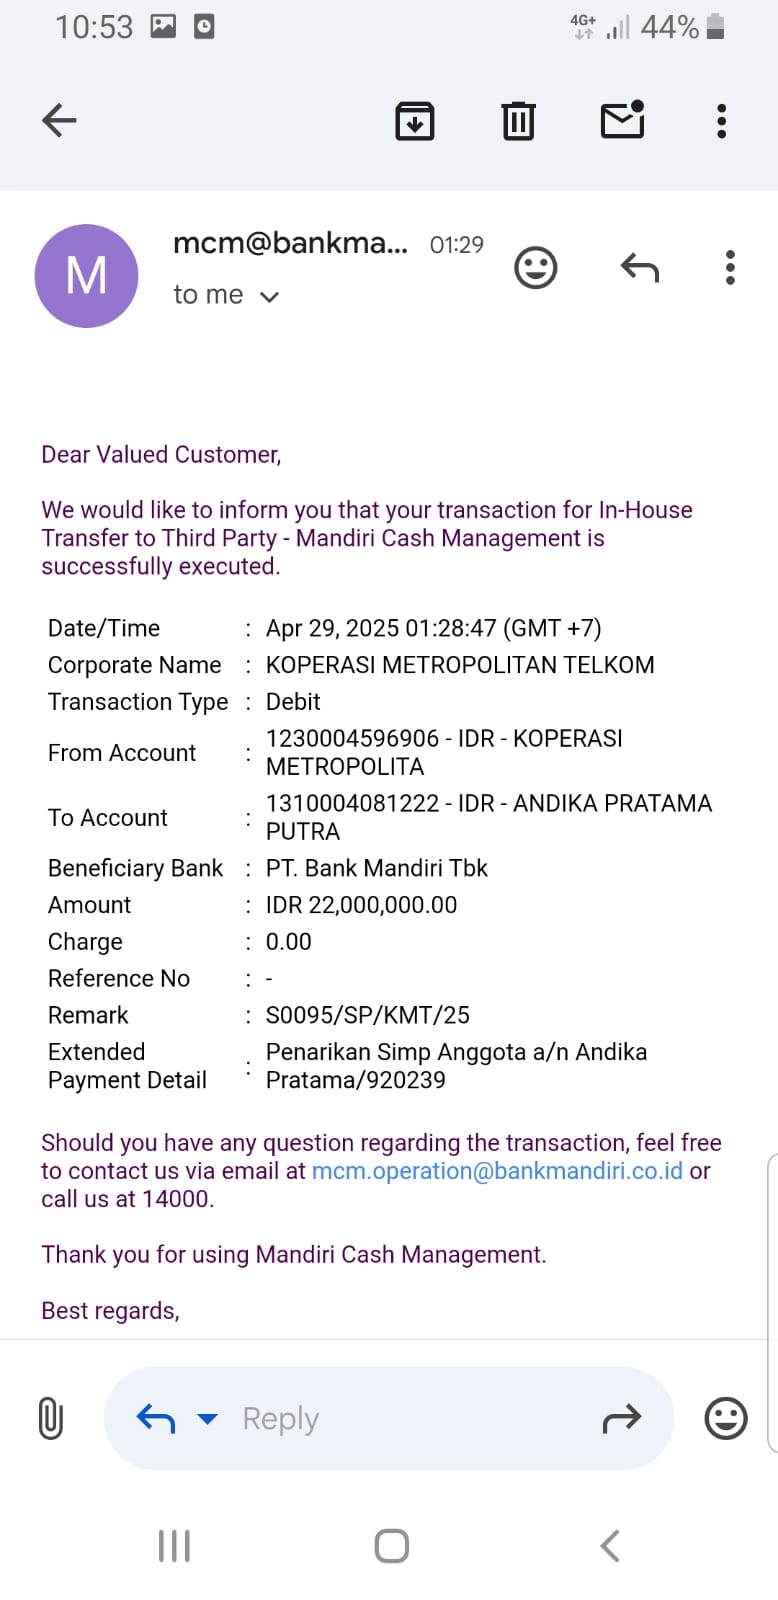 10:53
4G+ 44%
mcm@bankma... 01:29
M
to me
Dear Valued Customer,
We would like to inform you that your transaction for In-House
Transfer to Third Party - Mandiri Cash Management is
successfully executed.
Date/Time : Apr 29, 2025 01:28:47 (GMT +7)
Corporate Name : KOPERASI METROPOLITAN TELKOM
Transaction Type : Debit
From Account : 1230004596906 - IDR - KOPERASI
METROPOLITA
To Account : 1310004081222 - IDR - ANDIKA PRATAMA
PUTRA
Beneficiary Bank : PT. Bank Mandiri Tbk
Amount : IDR 22,000,000.00
Charge : 0.00
Reference No : -
Remark : S0095/SP/KMT/25
Extended Payment Detail : Penarikan Simp Anggota a/n Andika
Pratama/920239
Should you have any question regarding the transaction, feel free
to contact us via email at mcm.operation@bankmandiri.co.id or
call us at 14000.
Thank you for using Mandiri Cash Management.
Best regards,
Reply